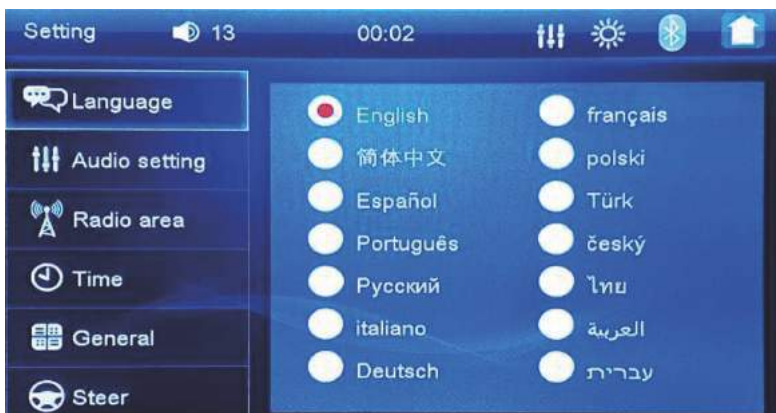 Setting 13 00:02
Language
Audio setting
Radio area
Time
General
Steer
English
简体中文
Español
Português
Русский
italiano
Deutsch
français
polski
Türk
český
ไทย
العربية
עברית